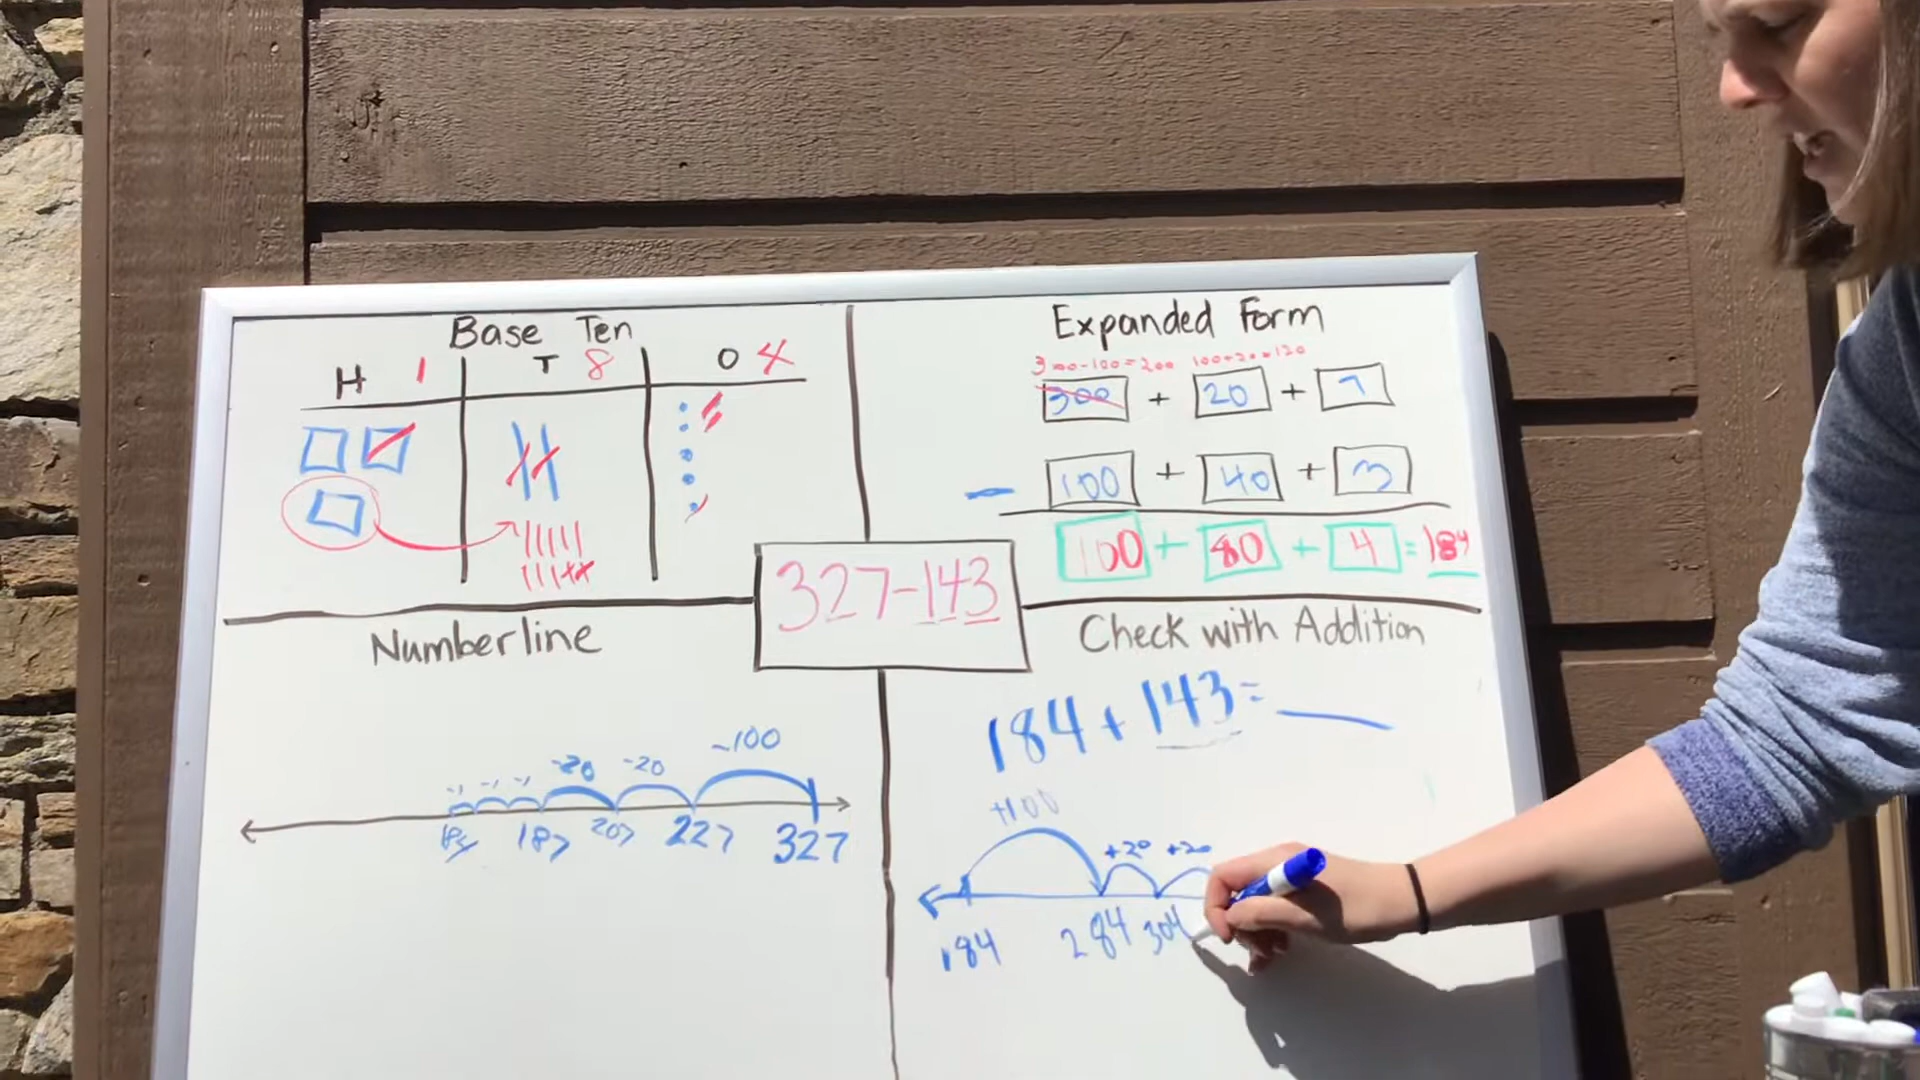 Base Ten
H 1 T 8 O 4
Expanded Form
300-100=200 100+20=120
300 + 20 + 7
- 100 + 40 + 3
100 + 80 + 4 = 184
327-143
Numberline
-1 -1 -1 -20 -20 -100
187 207 227 327
Check with Addition
184 + 143 =
+100 +20 +20
184 284 304